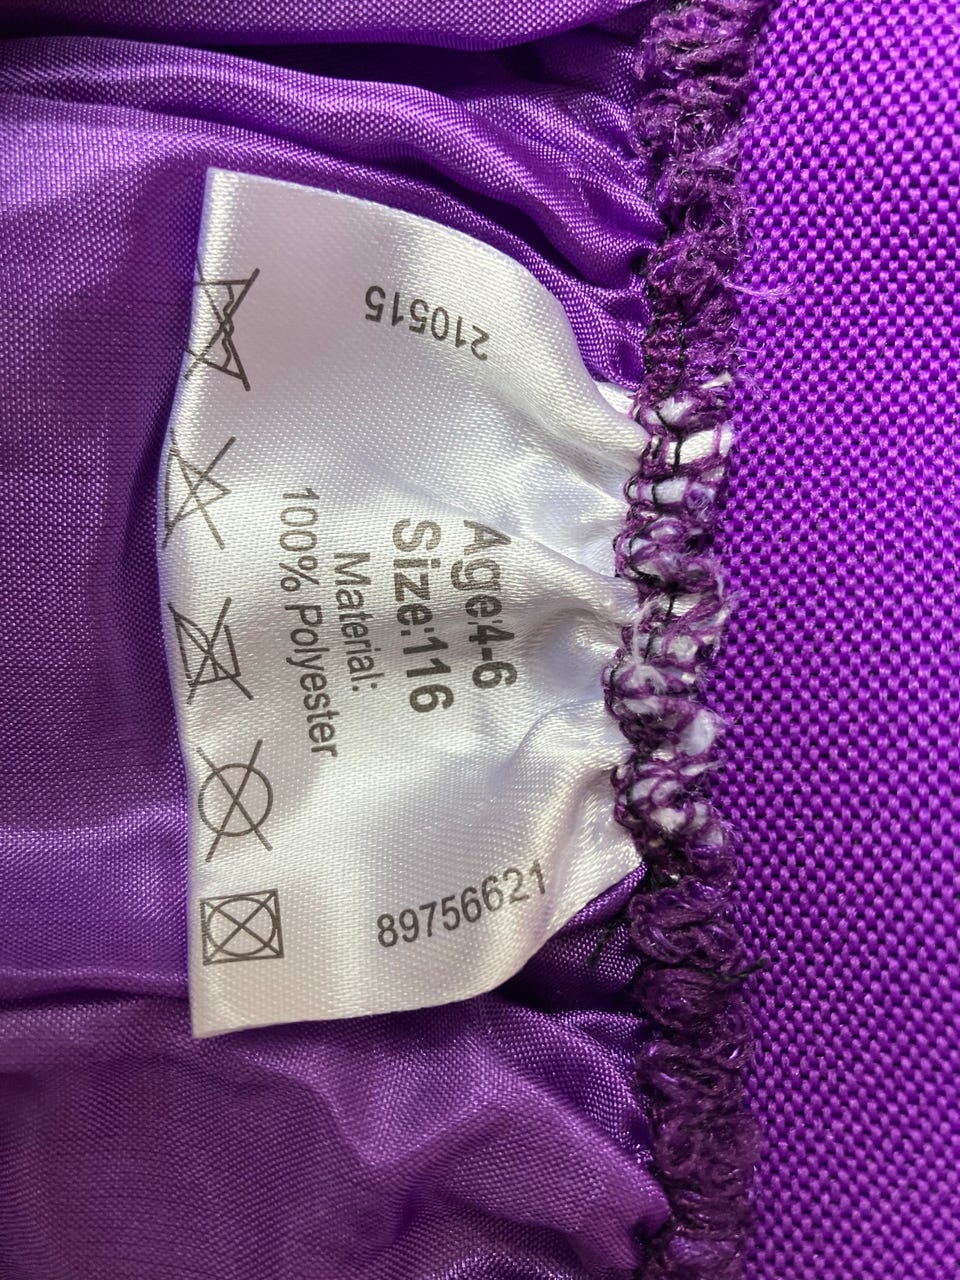 Age:4-6
Size:116
Material:
100% Polyester
210515
89756621